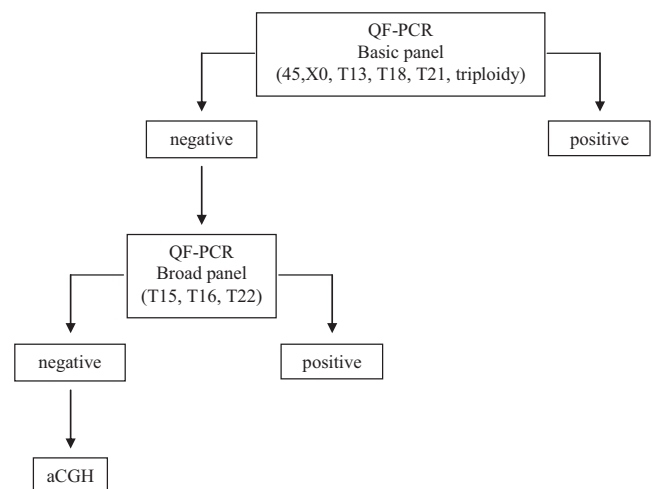 QF-PCR
Basic panel
(45,X0, T13, T18, T21, triploidy)
negative
positive
QF-PCR
Broad panel
(T15, T16, T22)
negative
positive
aCGH